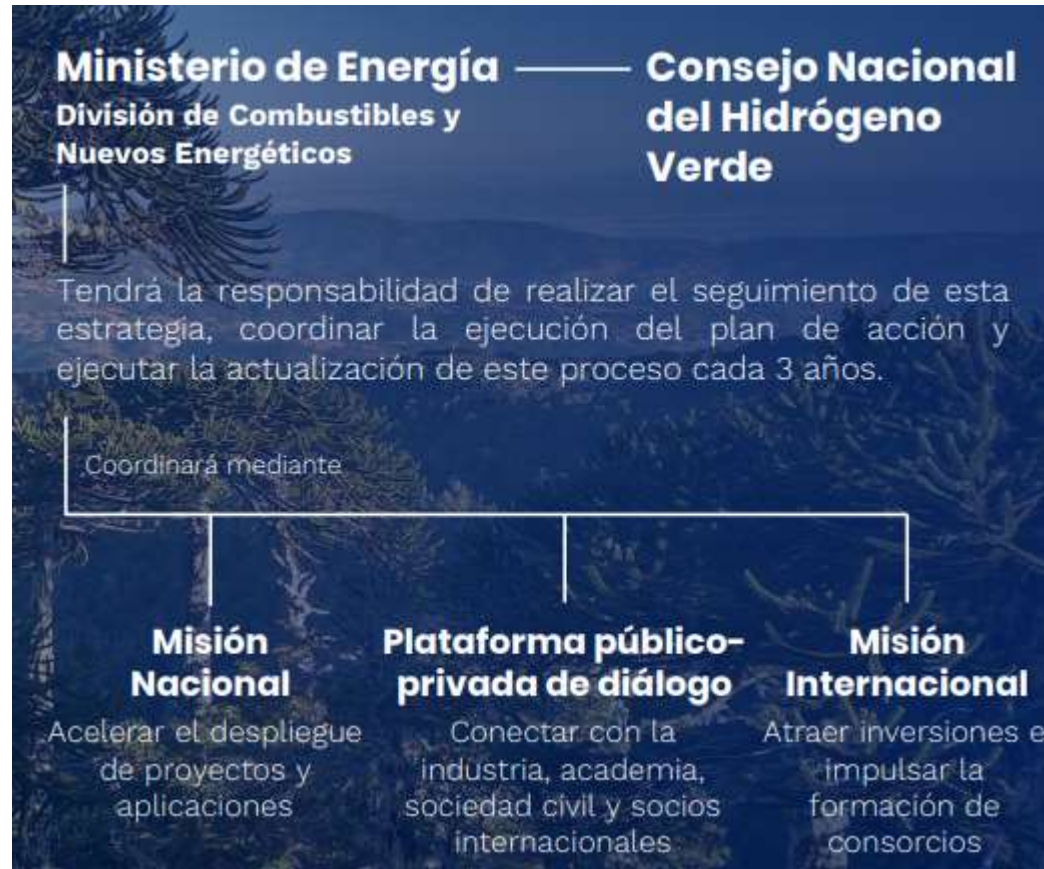 Ministerio de Energía
División de Combustibles y
Nuevos Energéticos
Consejo Nacional
del Hidrógeno
Verde
Tendrá la responsabilidad de realizar el seguimiento de esta
estrategia, coordinar la ejecución del plan de acción y
ejecutar la actualización de este proceso cada 3 años.
Coordinará mediante
Misión
Nacional
Acelerar el despliegue
de proyectos y
aplicaciones
Plataforma público-
privada de diálogo
Conectar con la
industria, academia,
sociedad civil y socios
internacionales
Misión
Internacional
Atraer inversiones e
impulsar la
formación de
consorcios